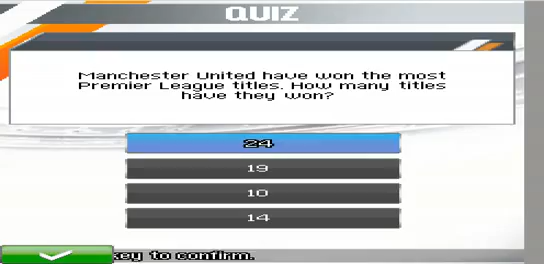 QUIZ
Manchester United have won the most
Premier League titles. How many titles
have they won?
24
19
10
14
key to confirm.